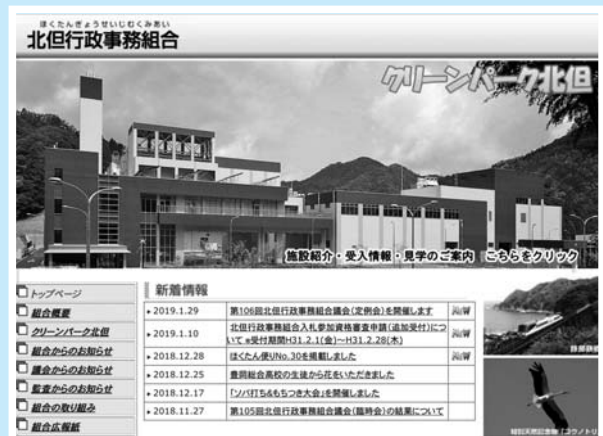 ほくたんぎょうせいじむくみあい
北但行政事務組合
クリーンパーク北但
施設紹介・受入情報・見学のご案内 こちらをクリック
トップページ
組合概要
クリーンパーク北但
組合からのお知らせ
議会からのお知らせ
監査からのお知らせ
組合の取り組み
組合広報紙
新着情報
2019.1.29 第106回北但行政事務組合議会(定例会)を開催します
2019.1.10 北但行政事務組合入札参加資格審査申請(追加受付)につ
いて ※受付期間H31.2.1(金)~H31.2.28(木)
2018.12.28 ほくたん便りNo.30を掲載しました
2018.12.25 豊岡総合高校の生徒から花をいただきました
2018.12.17 「ソバ打ち&もちつき大会」を開催しました
2018.11.27 第105回北但行政事務組合議会(臨時会)の結果について